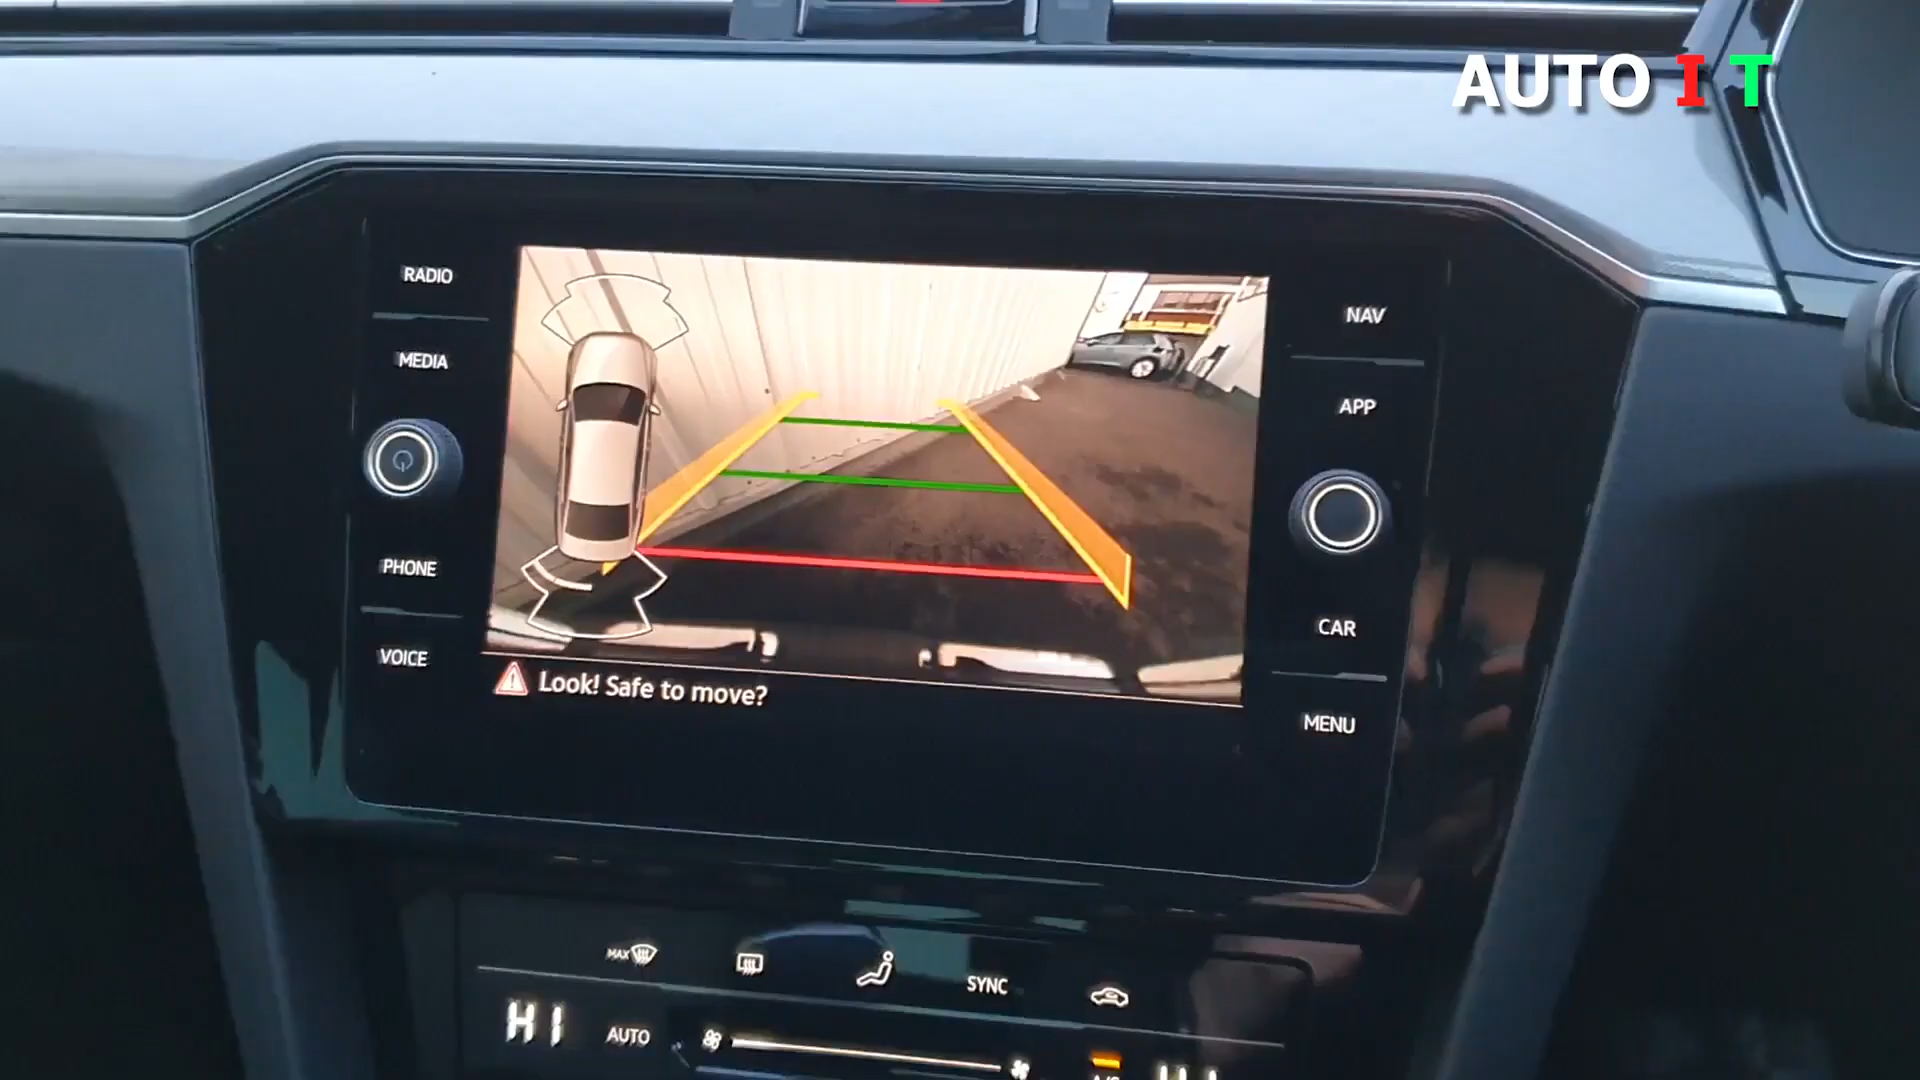 AUTO I T
RADIO
MEDIA
PHONE
VOICE
NAV
APP
CAR
MENU
Look! Safe to move?
MAX
SYNC
HI
AUTO